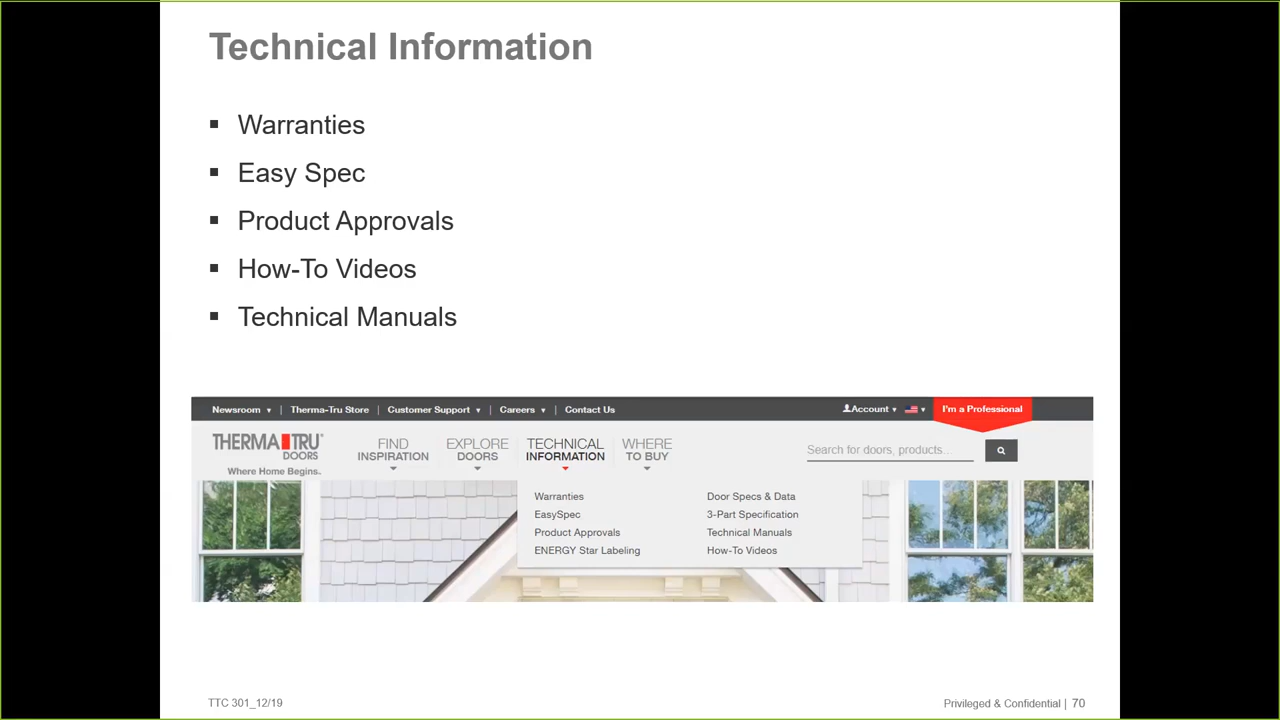 Technical Information
▪ Warranties
▪ Easy Spec
▪ Product Approvals
▪ How-To Videos
▪ Technical Manuals
Newsroom ▾ | Therma-Tru Store | Customer Support ▾ | Careers ▾ | Contact Us
Account ▾
I'm a Professional
THERMA TRU®
DOORS
Where Home Begins.
FIND
INSPIRATION
EXPLORE
DOORS
TECHNICAL
INFORMATION
WHERE
TO BUY
Search for doors, products...
Warranties
EasySpec
Product Approvals
ENERGY Star Labeling
Door Specs & Data
3-Part Specification
Technical Manuals
How-To Videos
TTC 301_12/19
Privileged & Confidential | 70